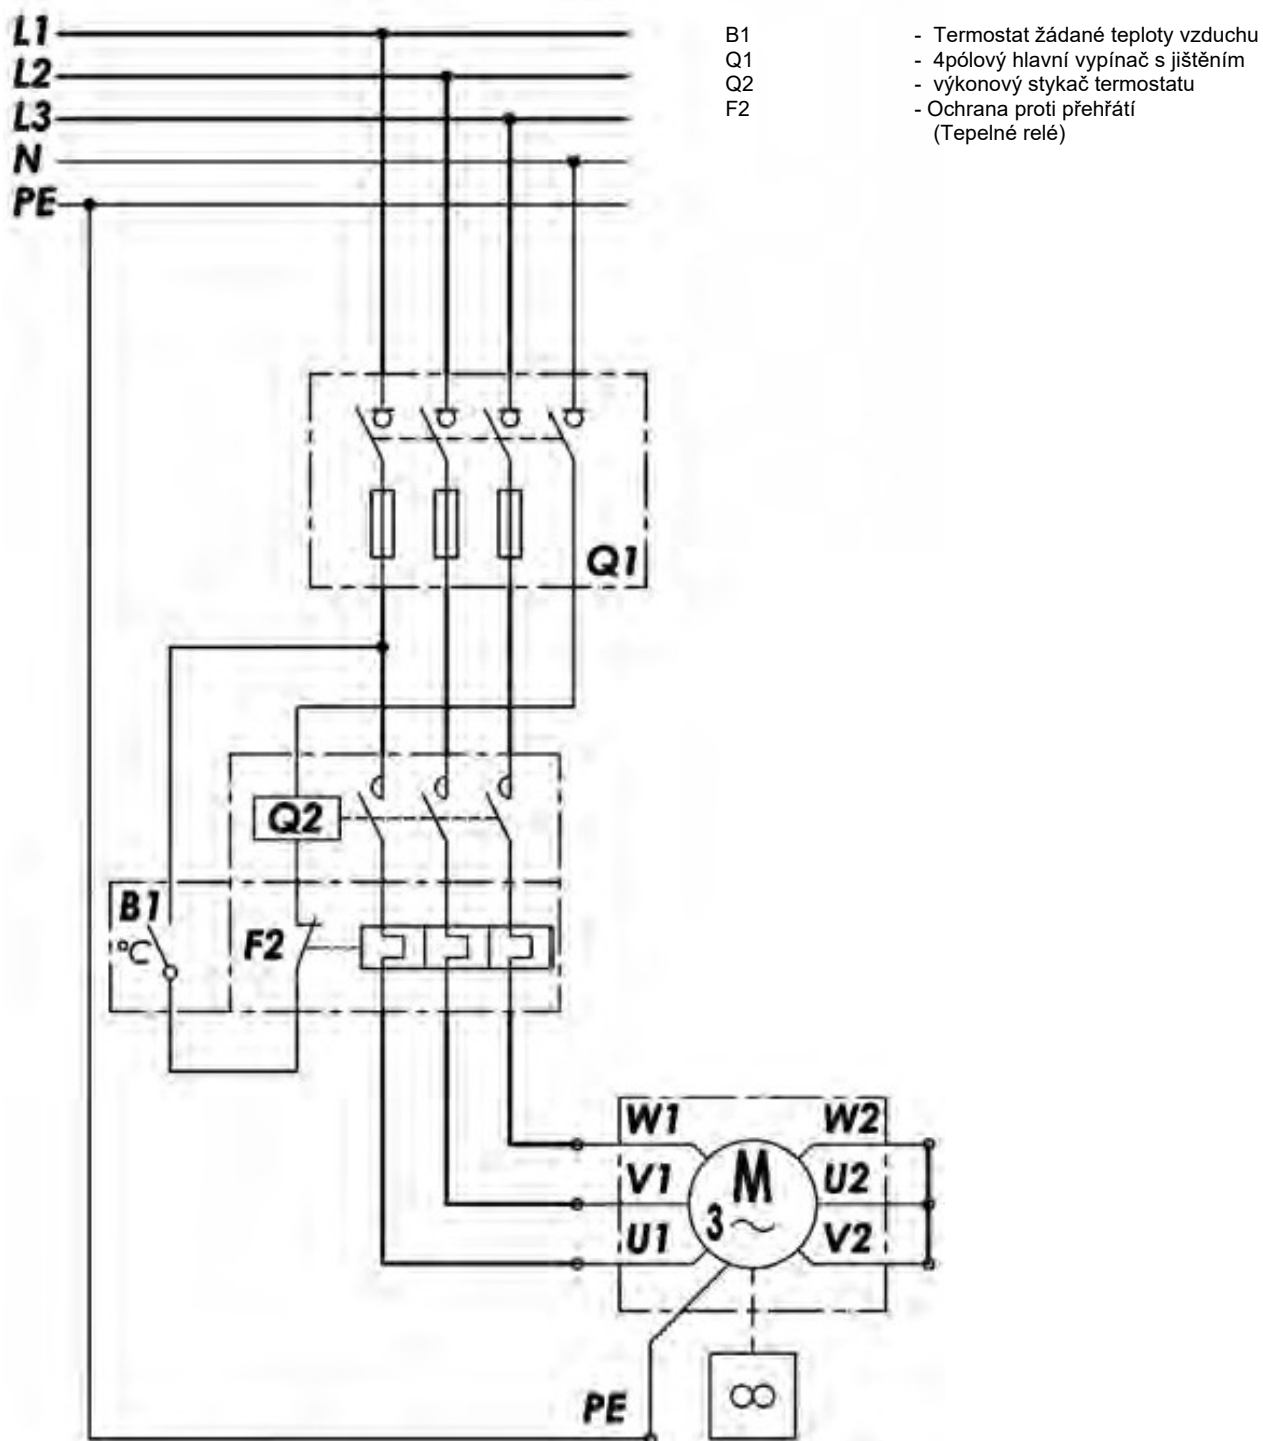 L1
L2
L3
N
PE
B1 - Termostat žádané teploty vzduchu
Q1 - 4pólový hlavní vypínač s jištěním
Q2 - výkonový stykač termostatu
F2 - Ochrana proti přehřátí
(Tepelné relé)
Q1
Q2
B1
°C
F2
W1 W2
M
V1 U2
3~
U1 V2
PE